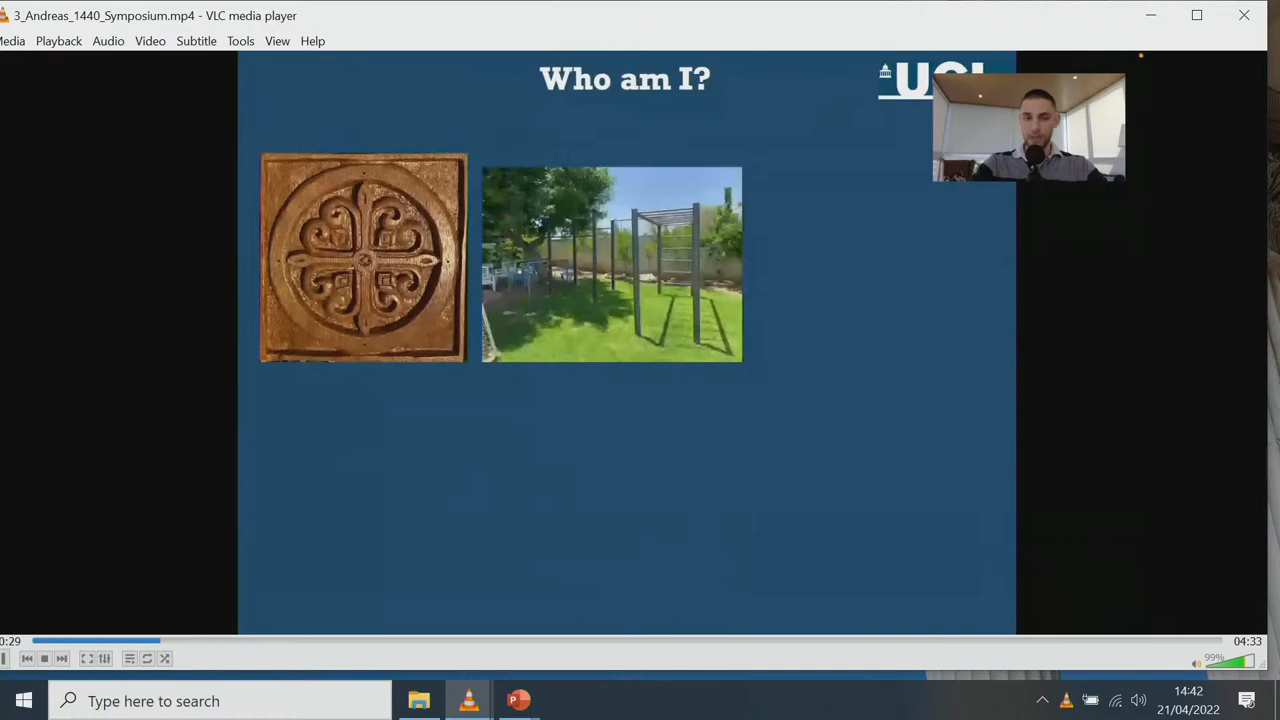 3_Andreas_1440_Symposium.mp4 - VLC media player
Media Playback Audio Video Subtitle Tools View Help
Who am I?
0:29
04:33
99%
Type here to search
14:42
21/04/2022